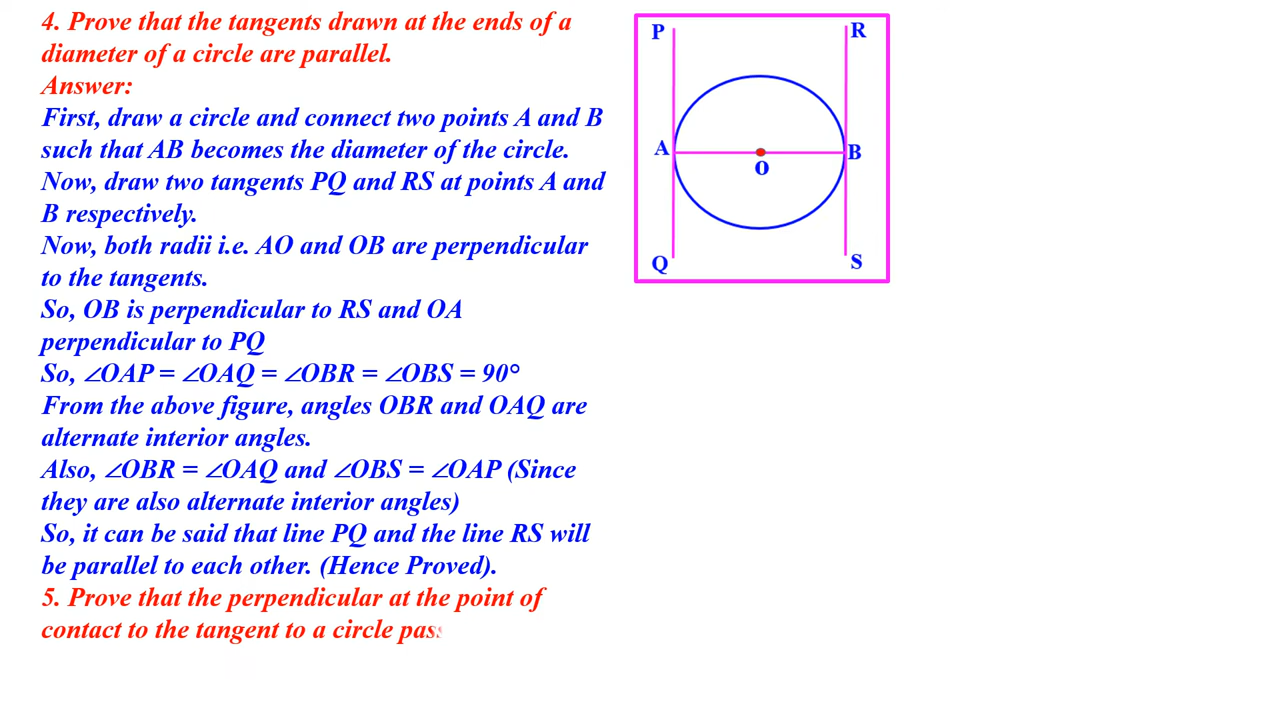 4. Prove that the tangents drawn at the ends of a
diameter of a circle are parallel.
Answer:
First, draw a circle and connect two points A and B
such that AB becomes the diameter of the circle.
Now, draw two tangents PQ and RS at points A and
B respectively.
Now, both radii i.e. AO and OB are perpendicular
to the tangents.
So, OB is perpendicular to RS and OA
perpendicular to PQ
So, ∠OAP = ∠OAQ = ∠OBR = ∠OBS = 90°
From the above figure, angles OBR and OAQ are
alternate interior angles.
Also, ∠OBR = ∠OAQ and ∠OBS = ∠OAP (Since
they are also alternate interior angles)
So, it can be said that line PQ and the line RS will
be parallel to each other. (Hence Proved).
5. Prove that the perpendicular at the point of
contact to the tangent to a circle pass
P
R
A
B
O
Q
S